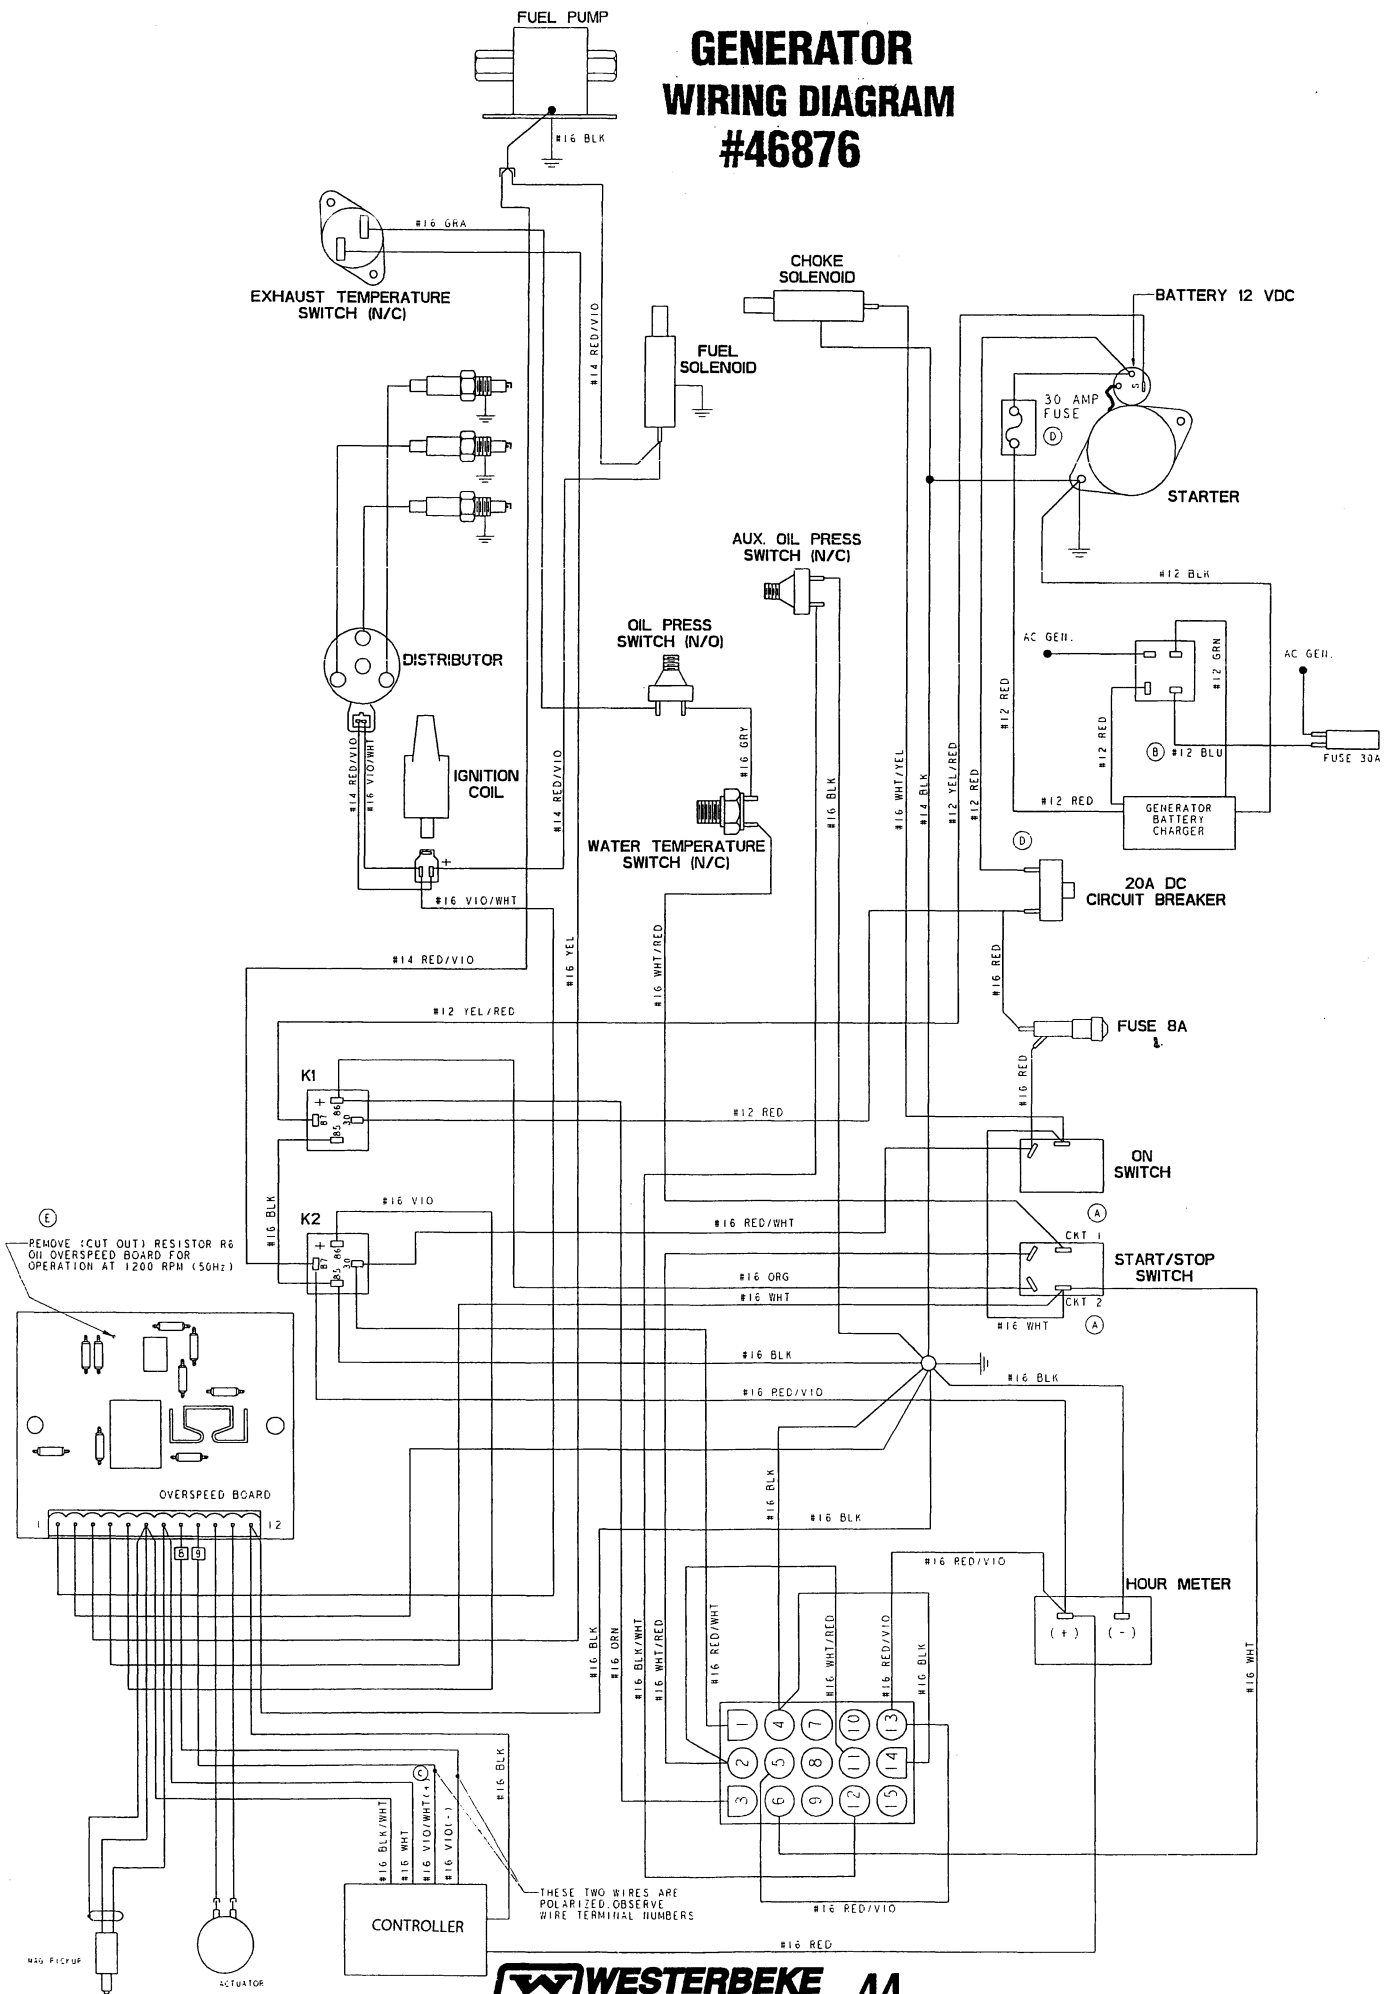 FUEL PUMP
GENERATOR
WIRING DIAGRAM
#46876
#16 BLK
#16 GRA
EXHAUST TEMPERATURE
SWITCH (N/C)
CHOKE
SOLENOID
BATTERY 12 VDC
#14 RED/VIO
FUEL
SOLENOID
S
30 AMP
FUSE
D
STARTER
AUX. OIL PRESS
SWITCH (N/C)
#12 BLK
OIL PRESS
SWITCH (N/O)
AC GEN.
AC GEN.
#12 GRN
DISTRIBUTOR
#12 RED
#12 RED
B
#12 BLU
FUSE 30A
#14 RED/VIO
#16 VIO/WHT
IGNITION
COIL
#14 RED/VIO
#16 GRY
#16 BLK
#16 WHT/YEL
#14 BLK
#12 YEL/RED
#12 RED
#12 RED
GENERATOR
BATTERY
CHARGER
WATER TEMPERATURE
SWITCH (N/C)
D
+
20A DC
CIRCUIT BREAKER
#16 VIO/WHT
#14 RED/VIO
#16 YEL
#16 WHT/RED
#16 RED
#12 YEL/RED
FUSE 8A
#16 RED
K1
+
86
87
30
85
#12 RED
ON
SWITCH
#16 BLK
#16 VIO
K2
+
86
87
30
85
#16 RED/WHT
A
CKT 1
START/STOP
SWITCH
#16 ORG
#16 WHT
CKT 2
#16 WHT
A
E
REMOVE (CUT OUT) RESISTOR R6
ON OVERSPEED BOARD FOR
OPERATION AT 1200 RPM (50Hz)
#16 BLK
#16 BLK
#16 RED/VIO
OVERSPEED BOARD
1
12
8
9
#16 BLK
#16 BLK
#16 RED/VIO
HOUR METER
(+)
(-)
#16 BLK
#16 ORN
#16 BLK/WHT
#16 WHT/RED
#16 RED/WHT
#16 WHT/RED
#16 RED/VIO
#16 BLK
#16 WHT
1
4
7
10
13
2
5
8
11
14
3
6
9
12
15
C
#16 BLK
#16 BLK/WHT
#16 WHT
#16 VIO/WHT(+)
#16 VIO(-)
THESE TWO WIRES ARE
POLARIZED. OBSERVE
WIRE TERMINAL NUMBERS
#16 RED/VIO
CONTROLLER
#16 RED
MAG PICKUP
ACTUATOR
W
WESTERBEKE
44